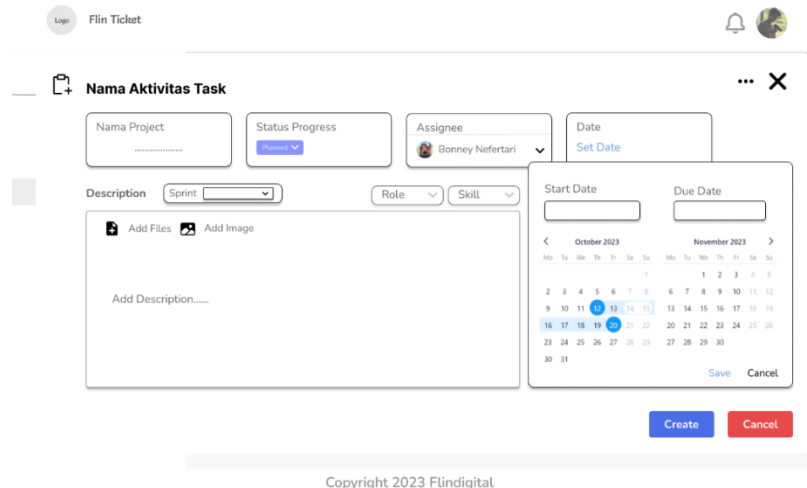 Logo
Flin Ticket
Nama Aktivitas Task
Nama Project
....................
Status Progress
Planned
Assignee
Bonney Nefertari
Date
Set Date
Description
Sprint
Role
Skill
Add Files
Add Image
Add Description......
Start Date
Due Date
October 2023
Mo Tu We Th Fr Sa Su
1
2 3 4 5 6 7 8
9 10 11 12 13 14 15
16 17 18 19 20 21 22
23 24 25 26 27 28 29
30 31
November 2023
Mo Tu We Th Fr Sa Su
1 2 3 4 5
6 7 8 9 10 11 12
13 14 15 16 17 18 19
20 21 22 23 24 25 26
27 28 29 30
Save
Cancel
Create
Cancel
Copyright 2023 Flindigital